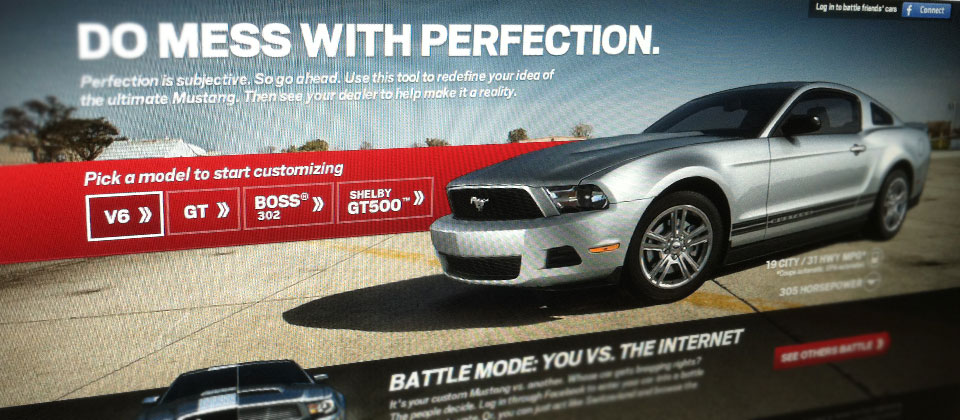 Log in to battle friends' cars
f Connect
DO MESS WITH PERFECTION.
Perfection is subjective. So go ahead. Use this tool to redefine your idea of
the ultimate Mustang. Then see your dealer to help make it a reality.
Pick a model to start customizing
V6 »
GT »
BOSS® 302 »
SHELBY GT500™ »
19 CITY / 31 HWY MPG*
305 HORSEPOWER
BATTLE MODE: YOU VS. THE INTERNET
SEE OTHERS BATTLE »
It's your custom Mustang vs. another. Whose car gets bragging rights?
The people decide. Log in through Facebook to enter your car into a battle